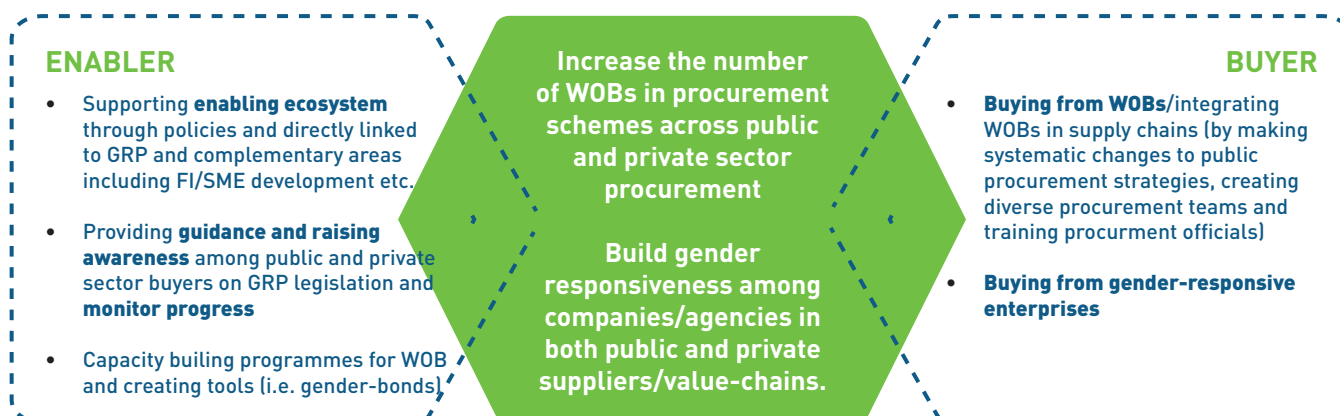 ENABLER
• Supporting enabling ecosystem
through policies and directly linked
to GRP and complementary areas
including FI/SME development etc.
• Providing guidance and raising
awareness among public and private
sector buyers on GRP legislation and
monitor progress
• Capacity builing programmes for WOB
and creating tools (i.e. gender-bonds)
Increase the number
of WOBs in procurement
schemes across public
and private sector
procurement
Build gender
responsiveness among
companies/agencies in
both public and private
suppliers/value-chains.
BUYER
• Buying from WOBs/integrating
WOBs in supply chains (by making
systematic changes to public
procurement strategies, creating
diverse procurement teams and
training procurment officials)
• Buying from gender-responsive
enterprises